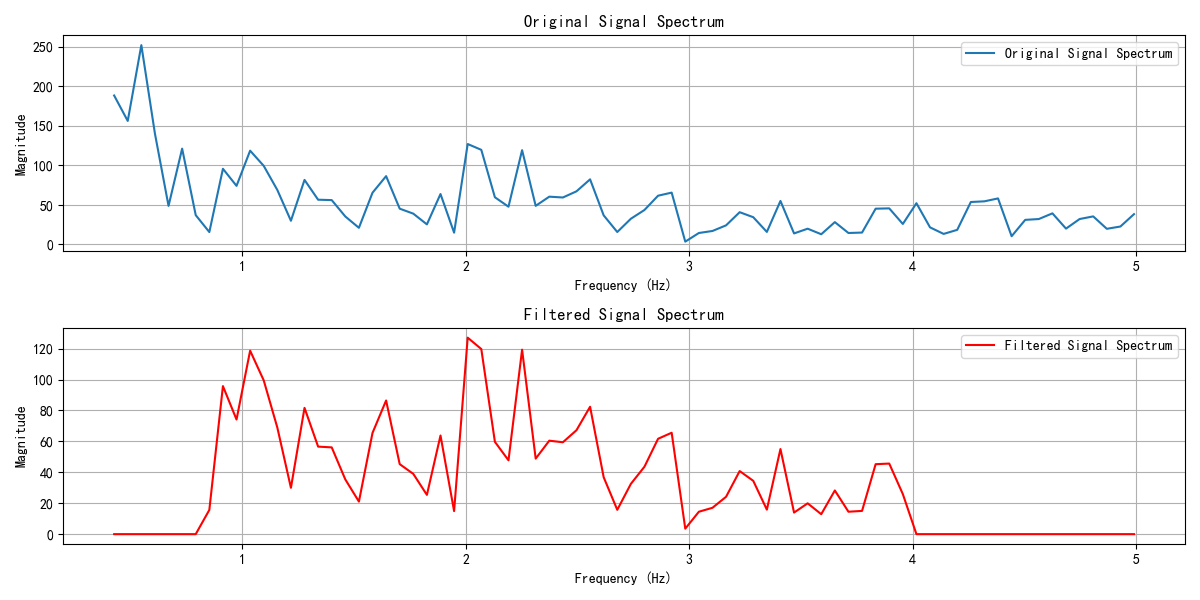 Original Signal Spectrum
250
200
150
100
50
0
Magnitude
Original Signal Spectrum
1 2 3 4 5
Frequency (Hz)
Filtered Signal Spectrum
120
100
80
60
40
20
0
Magnitude
Filtered Signal Spectrum
1 2 3 4 5
Frequency (Hz)